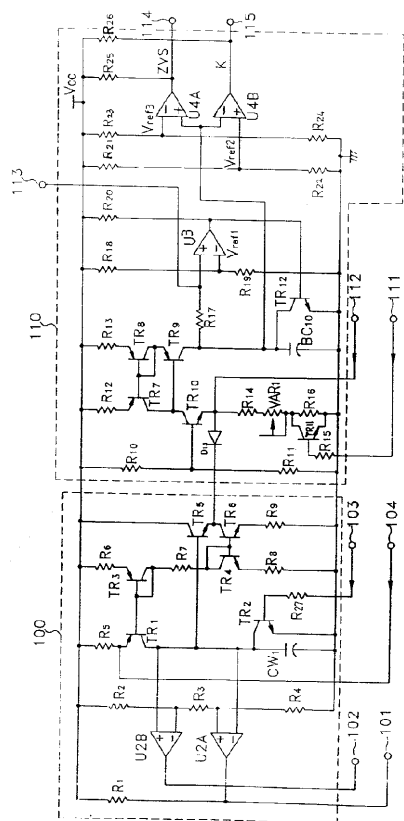 100
110
113
114
115
Vcc
R1
R2
R5
R6
R10
R12
R13
R18
R20
R21
R23
R25
R26
TR1
TR3
TR7
TR8
TR9
U2B
U2A
R3
R4
R7
TR5
TR6
TR4
TR10
D11
R17
U3
Vref1
R19
Vref3
Vref2
U4A
U4B
ZVS
K
TR2
R27
CW1
R8
R9
R11
R14
VAR1
TR11
R16
R15
TR12
BC10
R22
R24
101
102
103
104
111
112